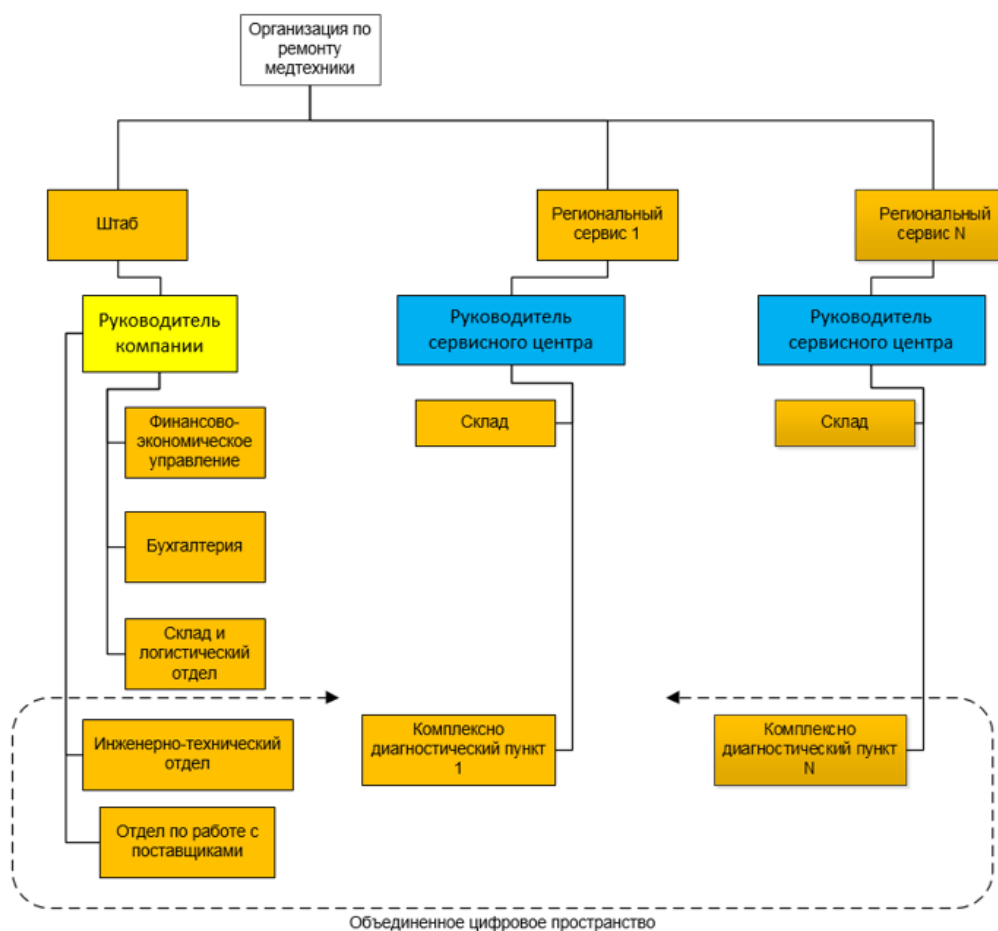 Организация по
ремонту
медтехники
Штаб
Региональный
сервис 1
Региональный
сервис N
Руководитель
компании
Руководитель
сервисного центра
Руководитель
сервисного центра
Финансово-
экономическое
управление
Склад
Склад
Бухгалтерия
Склад и
логистический
отдел
Инженерно-технический
отдел
Комплексно
диагностический пункт
1
Комплексно
диагностический пункт
N
Отдел по работе с
поставщиками
Объединенное цифровое пространство